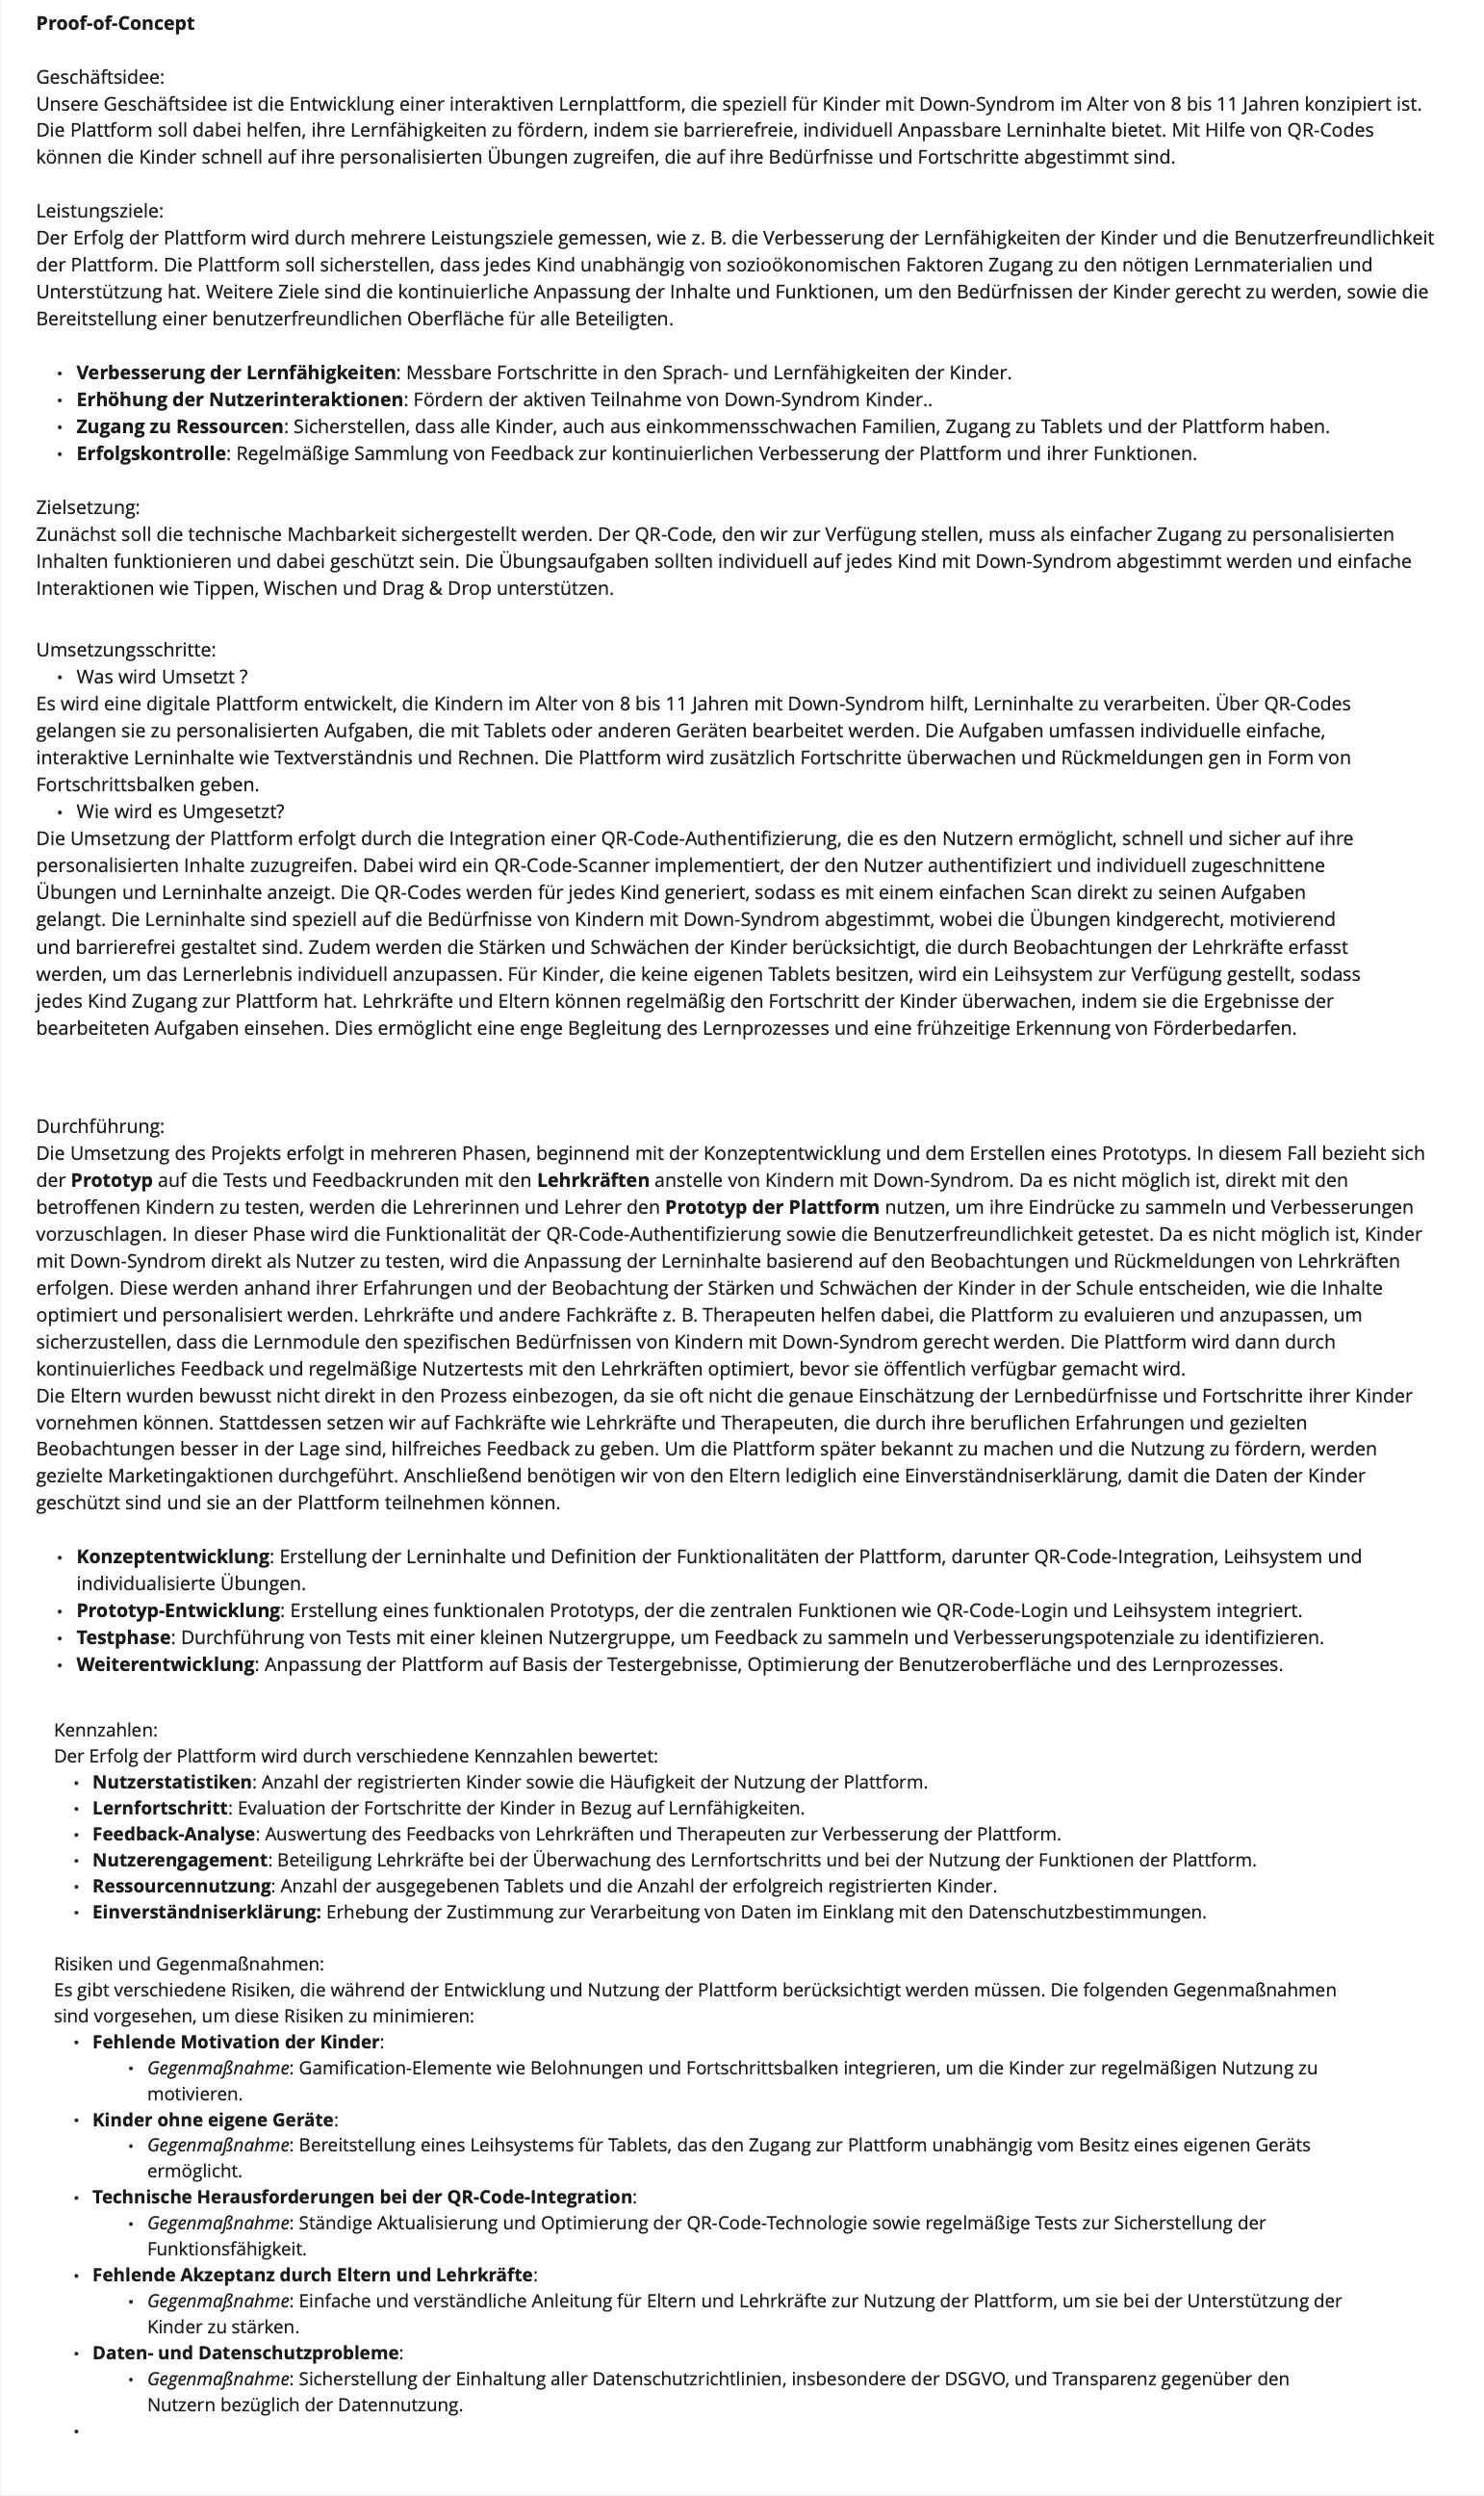 Proof-of-Concept
Geschäftsidee:
Unsere Geschäftsidee ist die Entwicklung einer interaktiven Lernplattform, die speziell für Kinder mit Down-Syndrom im Alter von 8 bis 11 Jahren konzipiert ist.
Die Plattform soll dabei helfen, ihre Lernfähigkeiten zu fördern, indem sie barrierefreie, individuell Anpassbare Lerninhalte bietet. Mit Hilfe von QR-Codes
können die Kinder schnell auf ihre personalisierten Übungen zugreifen, die auf ihre Bedürfnisse und Fortschritte abgestimmt sind.
Leistungsziele:
Der Erfolg der Plattform wird durch mehrere Leistungsziele gemessen, wie z. B. die Verbesserung der Lernfähigkeiten der Kinder und die Benutzerfreundlichkeit
der Plattform. Die Plattform soll sicherstellen, dass jedes Kind unabhängig von sozioökonomischen Faktoren Zugang zu den nötigen Lernmaterialien und
Unterstützung hat. Weitere Ziele sind die kontinuierliche Anpassung der Inhalte und Funktionen, um den Bedürfnissen der Kinder gerecht zu werden, sowie die
Bereitstellung einer benutzerfreundlichen Oberfläche für alle Beteiligten.
• Verbesserung der Lernfähigkeiten: Messbare Fortschritte in den Sprach- und Lernfähigkeiten der Kinder.
• Erhöhung der Nutzerinteraktionen: Fördern der aktiven Teilnahme von Down-Syndrom Kinder..
• Zugang zu Ressourcen: Sicherstellen, dass alle Kinder, auch aus einkommensschwachen Familien, Zugang zu Tablets und der Plattform haben.
• Erfolgskontrolle: Regelmäßige Sammlung von Feedback zur kontinuierlichen Verbesserung der Plattform und ihrer Funktionen.
Zielsetzung:
Zunächst soll die technische Machbarkeit sichergestellt werden. Der QR-Code, den wir zur Verfügung stellen, muss als einfacher Zugang zu personalisierten
Inhalten funktionieren und dabei geschützt sein. Die Übungsaufgaben sollten individuell auf jedes Kind mit Down-Syndrom abgestimmt werden und einfache
Interaktionen wie Tippen, Wischen und Drag & Drop unterstützen.
Umsetzungsschritte:
• Was wird Umsetzt ?
Es wird eine digitale Plattform entwickelt, die Kindern im Alter von 8 bis 11 Jahren mit Down-Syndrom hilft, Lerninhalte zu verarbeiten. Über QR-Codes
gelangen sie zu personalisierten Aufgaben, die mit Tablets oder anderen Geräten bearbeitet werden. Die Aufgaben umfassen individuelle einfache,
interaktive Lerninhalte wie Textverständnis und Rechnen. Die Plattform wird zusätzlich Fortschritte überwachen und Rückmeldungen gen in Form von
Fortschrittsbalken geben.
• Wie wird es Umgesetzt?
Die Umsetzung der Plattform erfolgt durch die Integration einer QR-Code-Authentifizierung, die es den Nutzern ermöglicht, schnell und sicher auf ihre
personalisierten Inhalte zuzugreifen. Dabei wird ein QR-Code-Scanner implementiert, der den Nutzer authentifiziert und individuell zugeschnittene
Übungen und Lerninhalte anzeigt. Die QR-Codes werden für jedes Kind generiert, sodass es mit einem einfachen Scan direkt zu seinen Aufgaben
gelangt. Die Lerninhalte sind speziell auf die Bedürfnisse von Kindern mit Down-Syndrom abgestimmt, wobei die Übungen kindgerecht, motivierend
und barrierefrei gestaltet sind. Zudem werden die Stärken und Schwächen der Kinder berücksichtigt, die durch Beobachtungen der Lehrkräfte erfasst
werden, um das Lernerlebnis individuell anzupassen. Für Kinder, die keine eigenen Tablets besitzen, wird ein Leihsystem zur Verfügung gestellt, sodass
jedes Kind Zugang zur Plattform hat. Lehrkräfte und Eltern können regelmäßig den Fortschritt der Kinder überwachen, indem sie die Ergebnisse der
bearbeiteten Aufgaben einsehen. Dies ermöglicht eine enge Begleitung des Lernprozesses und eine frühzeitige Erkennung von Förderbedarfen.
Durchführung:
Die Umsetzung des Projekts erfolgt in mehreren Phasen, beginnend mit der Konzeptentwicklung und dem Erstellen eines Prototyps. In diesem Fall bezieht sich
der Prototyp auf die Tests und Feedbackrunden mit den Lehrkräften anstelle von Kindern mit Down-Syndrom. Da es nicht möglich ist, direkt mit den
betroffenen Kindern zu testen, werden die Lehrerinnen und Lehrer den Prototyp der Plattform nutzen, um ihre Eindrücke zu sammeln und Verbesserungen
vorzuschlagen. In dieser Phase wird die Funktionalität der QR-Code-Authentifizierung sowie die Benutzerfreundlichkeit getestet. Da es nicht möglich ist, Kinder
mit Down-Syndrom direkt als Nutzer zu testen, wird die Anpassung der Lerninhalte basierend auf den Beobachtungen und Rückmeldungen von Lehrkräften
erfolgen. Diese werden anhand ihrer Erfahrungen und der Beobachtung der Stärken und Schwächen der Kinder in der Schule entscheiden, wie die Inhalte
optimiert und personalisiert werden. Lehrkräfte und andere Fachkräfte z. B. Therapeuten helfen dabei, die Plattform zu evaluieren und anzupassen, um
sicherzustellen, dass die Lernmodule den spezifischen Bedürfnissen von Kindern mit Down-Syndrom gerecht werden. Die Plattform wird dann durch
kontinuierliches Feedback und regelmäßige Nutzertests mit den Lehrkräften optimiert, bevor sie öffentlich verfügbar gemacht wird.
Die Eltern wurden bewusst nicht direkt in den Prozess einbezogen, da sie oft nicht die genaue Einschätzung der Lernbedürfnisse und Fortschritte ihrer Kinder
vornehmen können. Stattdessen setzen wir auf Fachkräfte wie Lehrkräfte und Therapeuten, die durch ihre beruflichen Erfahrungen und gezielten
Beobachtungen besser in der Lage sind, hilfreiches Feedback zu geben. Um die Plattform später bekannt zu machen und die Nutzung zu fördern, werden
gezielte Marketingaktionen durchgeführt. Anschließend benötigen wir von den Eltern lediglich eine Einverständniserklärung, damit die Daten der Kinder
geschützt sind und sie an der Plattform teilnehmen können.
• Konzeptentwicklung: Erstellung der Lerninhalte und Definition der Funktionalitäten der Plattform, darunter QR-Code-Integration, Leihsystem und
individualisierte Übungen.
• Prototyp-Entwicklung: Erstellung eines funktionalen Prototyps, der die zentralen Funktionen wie QR-Code-Login und Leihsystem integriert.
• Testphase: Durchführung von Tests mit einer kleinen Nutzergruppe, um Feedback zu sammeln und Verbesserungspotenziale zu identifizieren.
• Weiterentwicklung: Anpassung der Plattform auf Basis der Testergebnisse, Optimierung der Benutzeroberfläche und des Lernprozesses.
Kennzahlen:
Der Erfolg der Plattform wird durch verschiedene Kennzahlen bewertet:
• Nutzerstatistiken: Anzahl der registrierten Kinder sowie die Häufigkeit der Nutzung der Plattform.
• Lernfortschritt: Evaluation der Fortschritte der Kinder in Bezug auf Lernfähigkeiten.
• Feedback-Analyse: Auswertung des Feedbacks von Lehrkräften und Therapeuten zur Verbesserung der Plattform.
• Nutzerengagement: Beteiligung Lehrkräfte bei der Überwachung des Lernfortschritts und bei der Nutzung der Funktionen der Plattform.
• Ressourcennutzung: Anzahl der ausgegebenen Tablets und die Anzahl der erfolgreich registrierten Kinder.
• Einverständniserklärung: Erhebung der Zustimmung zur Verarbeitung von Daten im Einklang mit den Datenschutzbestimmungen.
Risiken und Gegenmaßnahmen:
Es gibt verschiedene Risiken, die während der Entwicklung und Nutzung der Plattform berücksichtigt werden müssen. Die folgenden Gegenmaßnahmen
sind vorgesehen, um diese Risiken zu minimieren:
• Fehlende Motivation der Kinder:
• Gegenmaßnahme: Gamification-Elemente wie Belohnungen und Fortschrittsbalken integrieren, um die Kinder zur regelmäßigen Nutzung zu
motivieren.
• Kinder ohne eigene Geräte:
• Gegenmaßnahme: Bereitstellung eines Leihsystems für Tablets, das den Zugang zur Plattform unabhängig vom Besitz eines eigenen Geräts
ermöglicht.
• Technische Herausforderungen bei der QR-Code-Integration:
• Gegenmaßnahme: Ständige Aktualisierung und Optimierung der QR-Code-Technologie sowie regelmäßige Tests zur Sicherstellung der
Funktionsfähigkeit.
• Fehlende Akzeptanz durch Eltern und Lehrkräfte:
• Gegenmaßnahme: Einfache und verständliche Anleitung für Eltern und Lehrkräfte zur Nutzung der Plattform, um sie bei der Unterstützung der
Kinder zu stärken.
• Daten- und Datenschutzprobleme:
• Gegenmaßnahme: Sicherstellung der Einhaltung aller Datenschutzrichtlinien, insbesondere der DSGVO, und Transparenz gegenüber den
Nutzern bezüglich der Datennutzung.
•